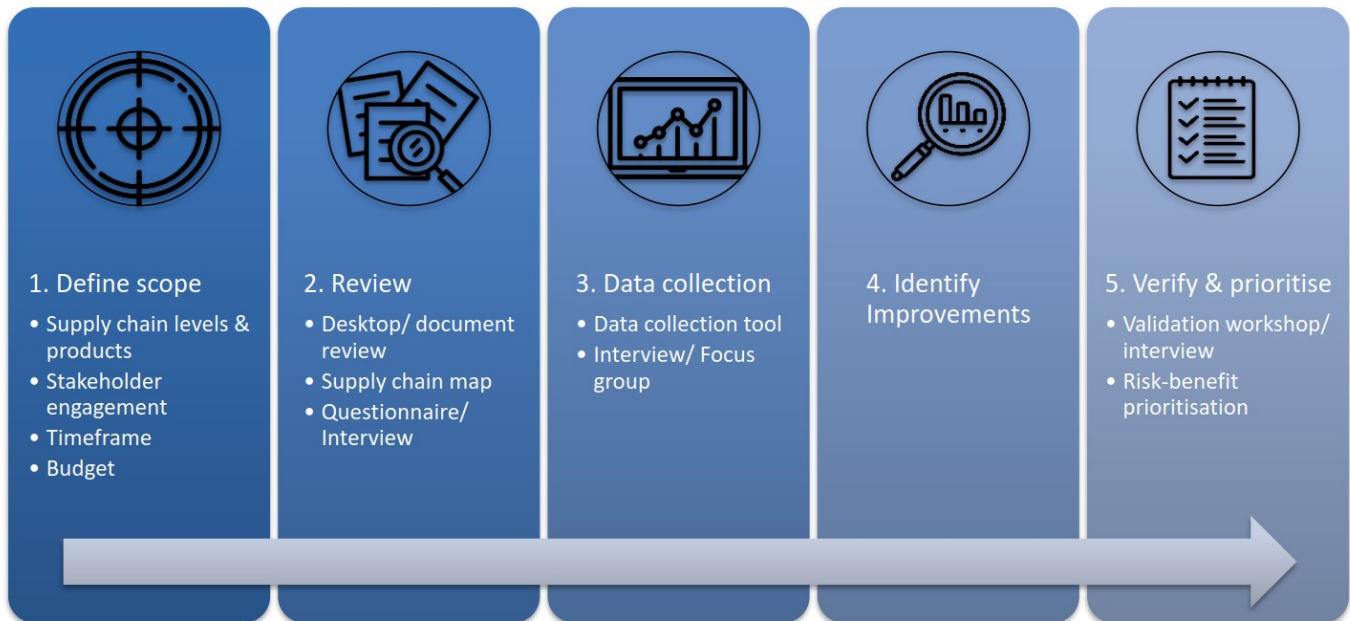 1. Define scope
• Supply chain levels &
products
• Stakeholder
engagement
• Timeframe
• Budget
2. Review
• Desktop/ document
review
• Supply chain map
• Questionnaire/
Interview
3. Data collection
• Data collection tool
• Interview/ Focus
group
4. Identify
Improvements
5. Verify & prioritise
• Validation workshop/
interview
• Risk-benefit
prioritisation